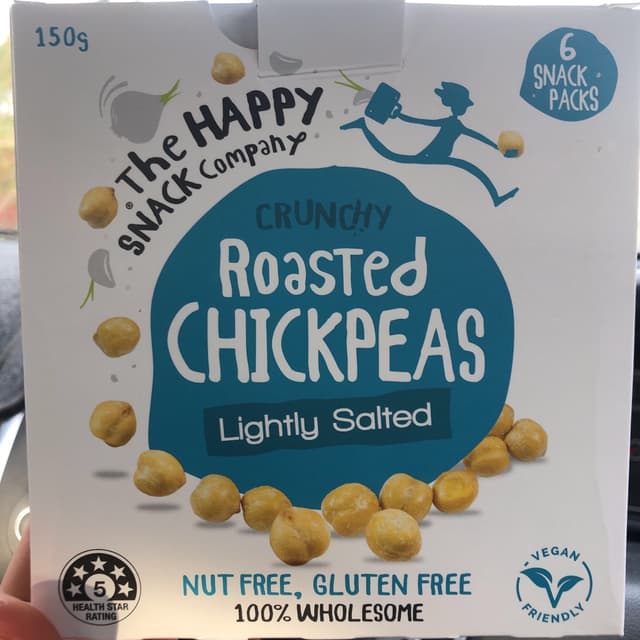 150g
6
SNACK
PACKS
The HAPPY
SNACK Company
®
CRUNCHY
Roasted
CHICKPEAS
Lightly Salted
5
HEALTH STAR
RATING
NUT FREE, GLUTEN FREE
100% WHOLESOME
VEGAN
FRIENDLY